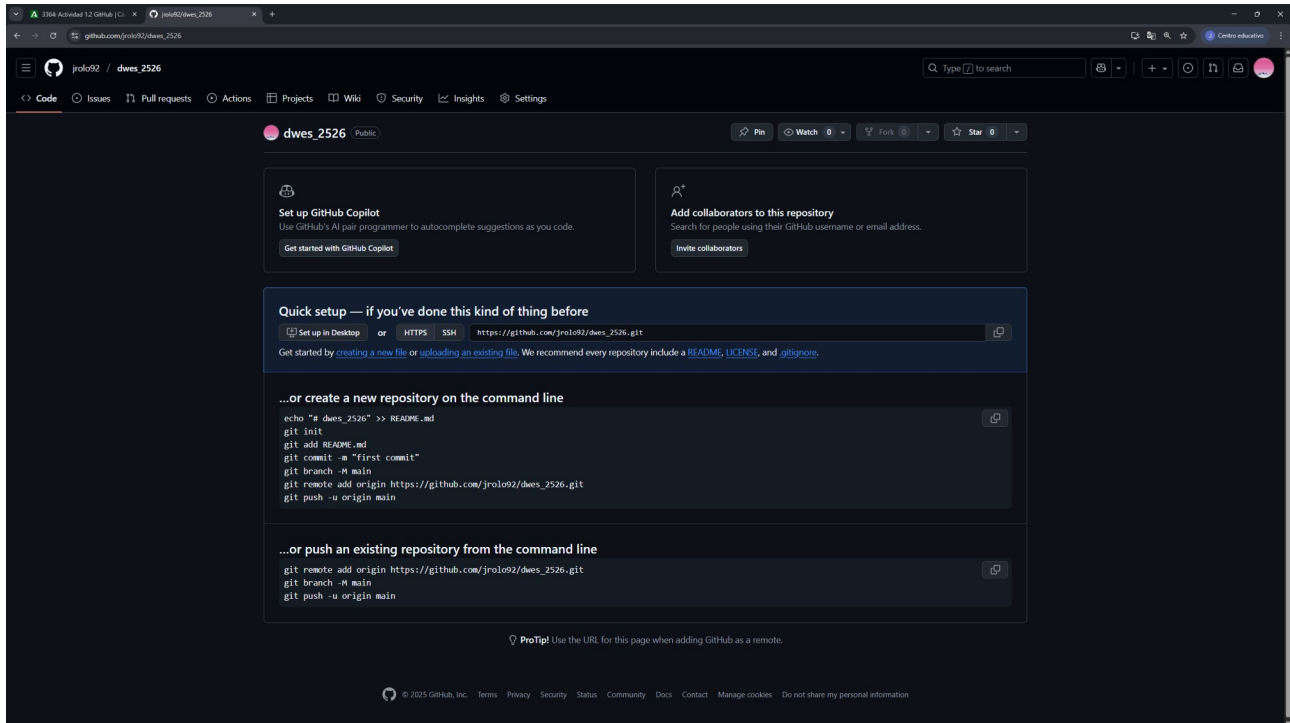 3364: Actividad 1.2 GitHub | Ca
jrolo92/dwes_2526
github.com/jrolo92/dwes_2526
Centro educativo
jrolo92 / dwes_2526
Type / to search
Code
Issues
Pull requests
Actions
Projects
Wiki
Security
Insights
Settings
dwes_2526 Public
Pin
Watch 0
Fork 0
Star 0
Set up GitHub Copilot
Use GitHub's AI pair programmer to autocomplete suggestions as you code.
Get started with GitHub Copilot
Add collaborators to this repository
Search for people using their GitHub username or email address.
Invite collaborators
Quick setup — if you've done this kind of thing before
Set up in Desktop or HTTPS SSH https://github.com/jrolo92/dwes_2526.git
Get started by creating a new file or uploading an existing file. We recommend every repository include a README, LICENSE, and .gitignore.
...or create a new repository on the command line
echo "# dwes_2526" >> README.md
git init
git add README.md
git commit -m "first commit"
git branch -M main
git remote add origin https://github.com/jrolo92/dwes_2526.git
git push -u origin main
...or push an existing repository from the command line
git remote add origin https://github.com/jrolo92/dwes_2526.git
git branch -M main
git push -u origin main
ProTip! Use the URL for this page when adding GitHub as a remote.
© 2025 GitHub, Inc. Terms Privacy Security Status Community Docs Contact Manage cookies Do not share my personal information